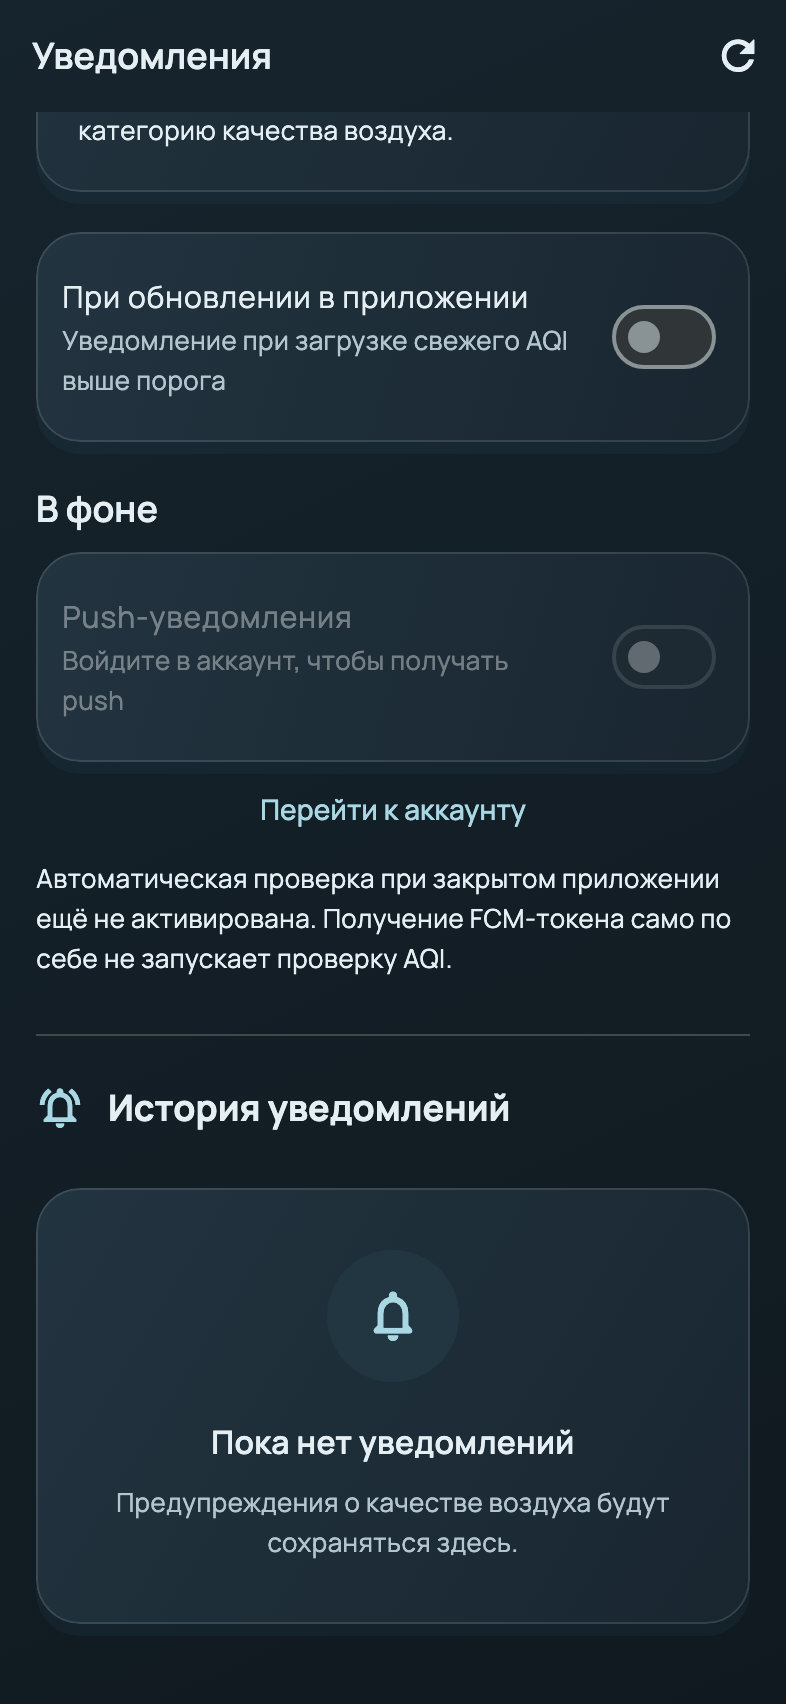 Уведомления
категорию качества воздуха.
При обновлении в приложении
Уведомление при загрузке свежего AQI
выше порога
В фоне
Push-уведомления
Войдите в аккаунт, чтобы получать
push
Перейти к аккаунту
Автоматическая проверка при закрытом приложении
ещё не активирована. Получение FCM-токена само по
себе не запускает проверку AQI.
История уведомлений
Пока нет уведомлений
Предупреждения о качестве воздуха будут
сохраняться здесь.